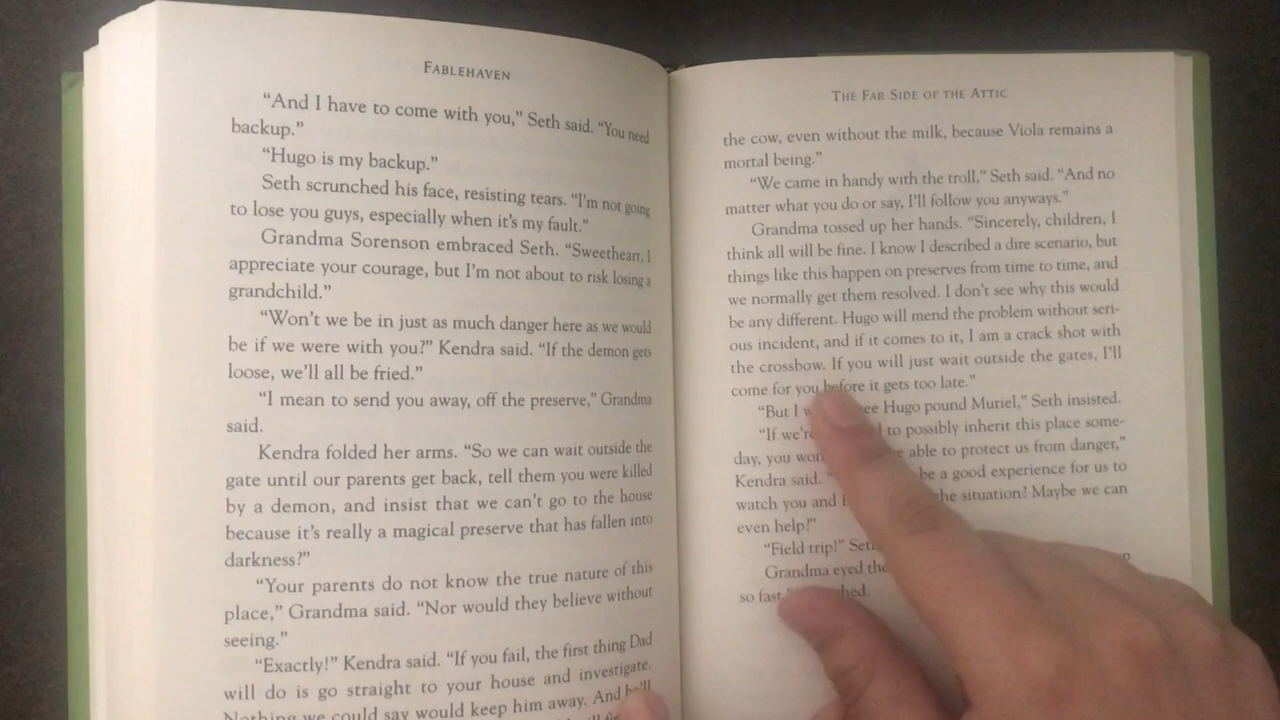 FABLEHAVEN
“And I have to come with you,” Seth said. “You need
backup.”
“Hugo is my backup.”
Seth scrunched his face, resisting tears. “I’m not going
to lose you guys, especially when it’s my fault.”
Grandma Sorenson embraced Seth. “Sweetheart, I
appreciate your courage, but I’m not about to risk losing a
grandchild.”
“Won’t we be in just as much danger here as we would
be if we were with you?” Kendra said. “If the demon gets
loose, we’ll all be fried.”
“I mean to send you away, off the preserve,” Grandma
said.
Kendra folded her arms. “So we can wait outside the
gate until our parents get back, tell them you were killed
by a demon, and insist that we can’t go to the house
because it’s really a magical preserve that has fallen into
darkness?”
“Your parents do not know the true nature of this
place,” Grandma said. “Nor would they believe without
seeing.”
“Exactly!” Kendra said. “If you fail, the first thing Dad
will do is go straight to your house and investigate.
Nothing we could say would keep him away. And he’ll
THE FAR SIDE OF THE ATTIC
the cow, even without the milk, because Viola remains a
mortal being.”
“We came in handy with the troll,” Seth said. “And no
matter what you do or say, I’ll follow you anyways.”
Grandma tossed up her hands. “Sincerely, children, I
think all will be fine. I know I described a dire scenario, but
things like this happen on preserves from time to time, and
we normally get them resolved. I don’t see why this would
be any different. Hugo will mend the problem without seri-
ous incident, and if it comes to it, I am a crack shot with
the crossbow. If you will just wait outside the gates, I’ll
come for you before it gets too late.”
“But I Hugo pound Muriel,” Seth insisted.
“If we’re to possibly inherit this place some-
day, you able to protect us from danger,”
Kendra said. be a good experience for us to
watch you and the situation? Maybe we can
even help?”
“Field trip!”
Grandma eyed
so fast,”